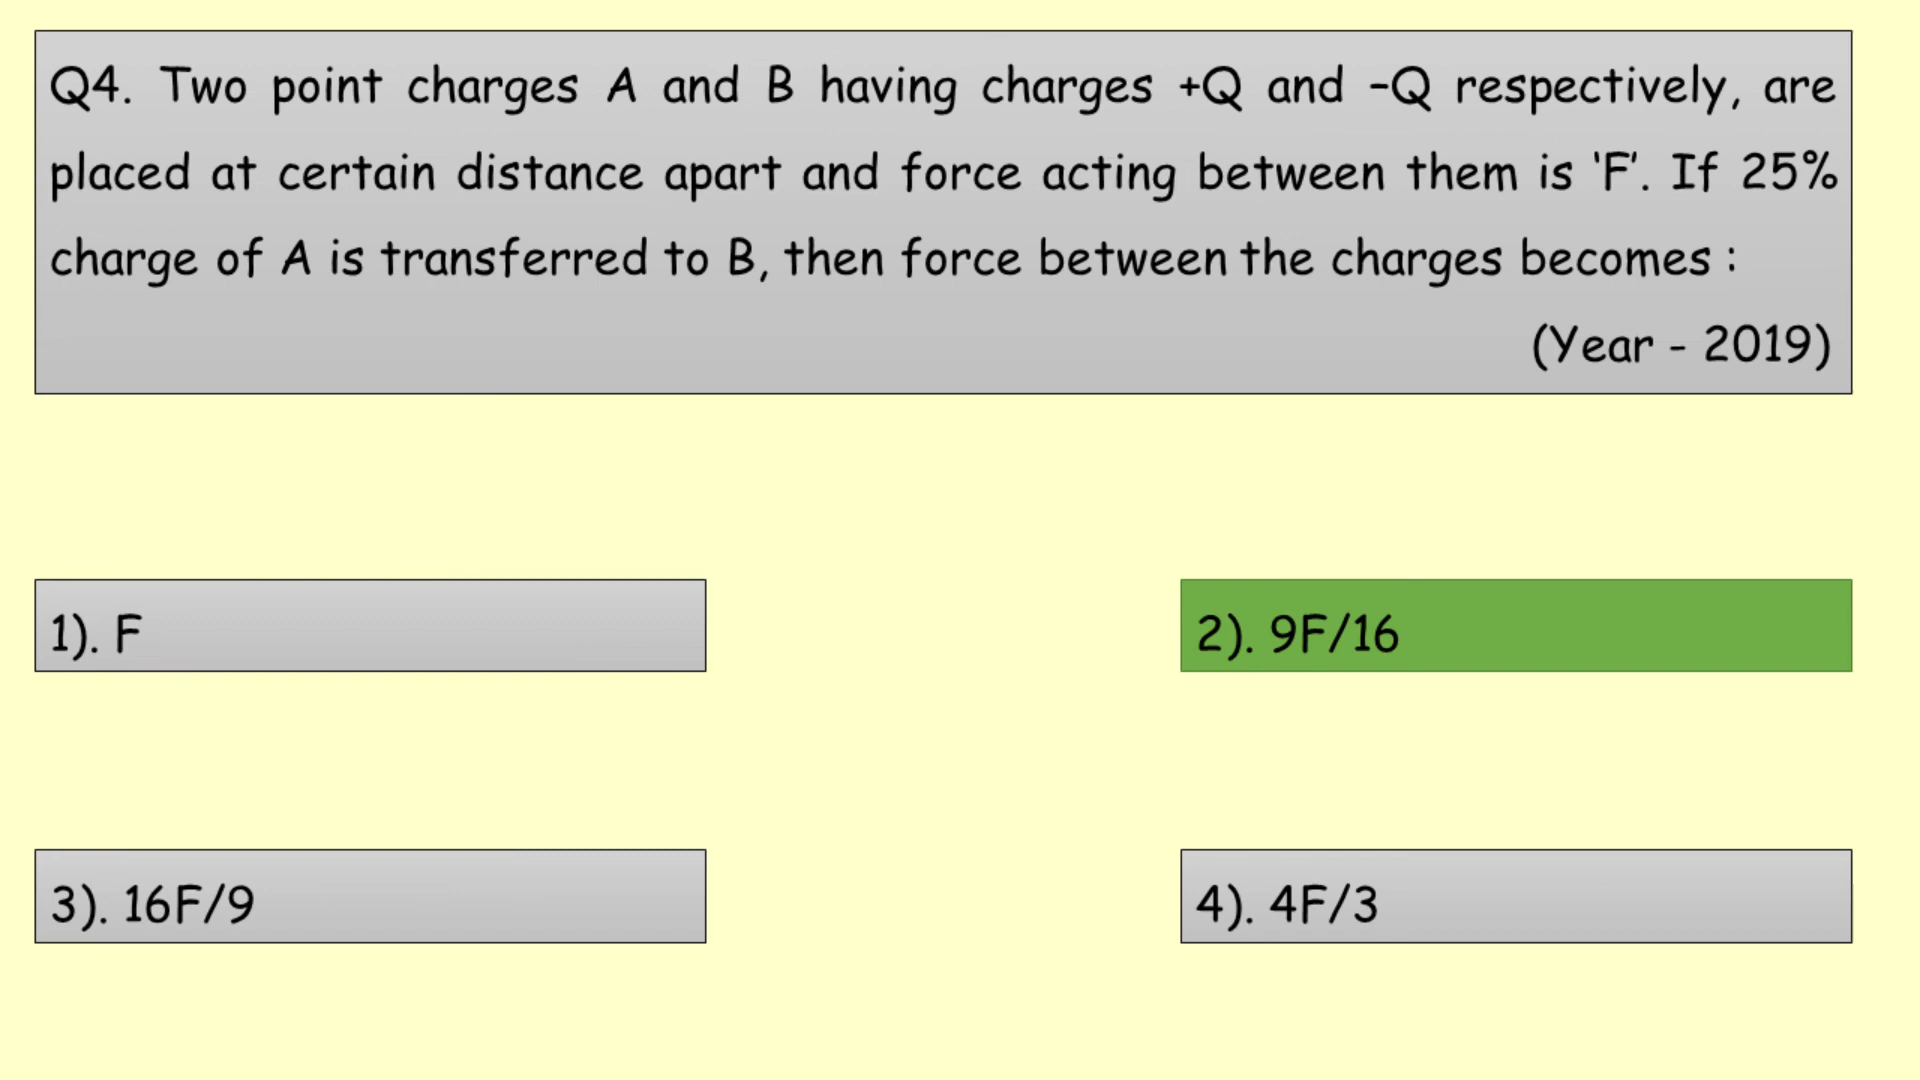 Q4. Two point charges A and B having charges +Q and –Q respectively, are
placed at certain distance apart and force acting between them is ‘F’. If 25%
charge of A is transferred to B, then force between the charges becomes :
(Year - 2019)
1). F
2). 9F/16
3). 16F/9
4). 4F/3